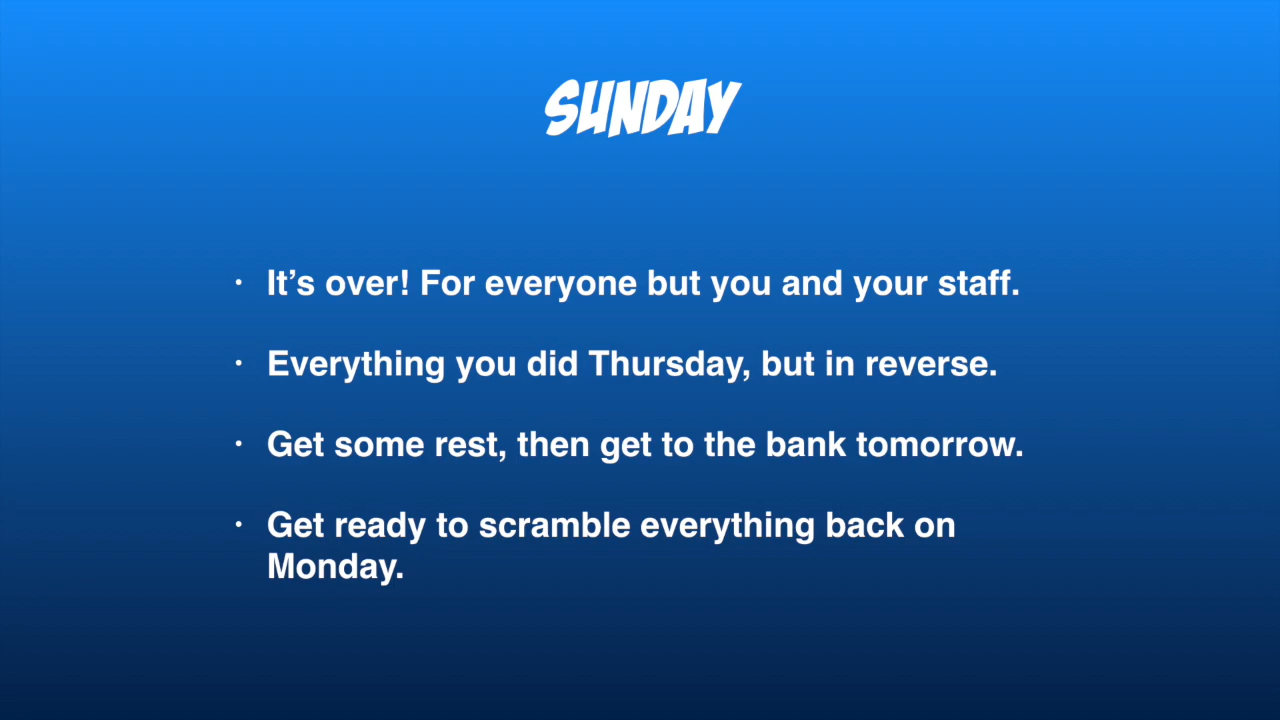 SUNDAY
• It’s over! For everyone but you and your staff.
• Everything you did Thursday, but in reverse.
• Get some rest, then get to the bank tomorrow.
• Get ready to scramble everything back on
Monday.